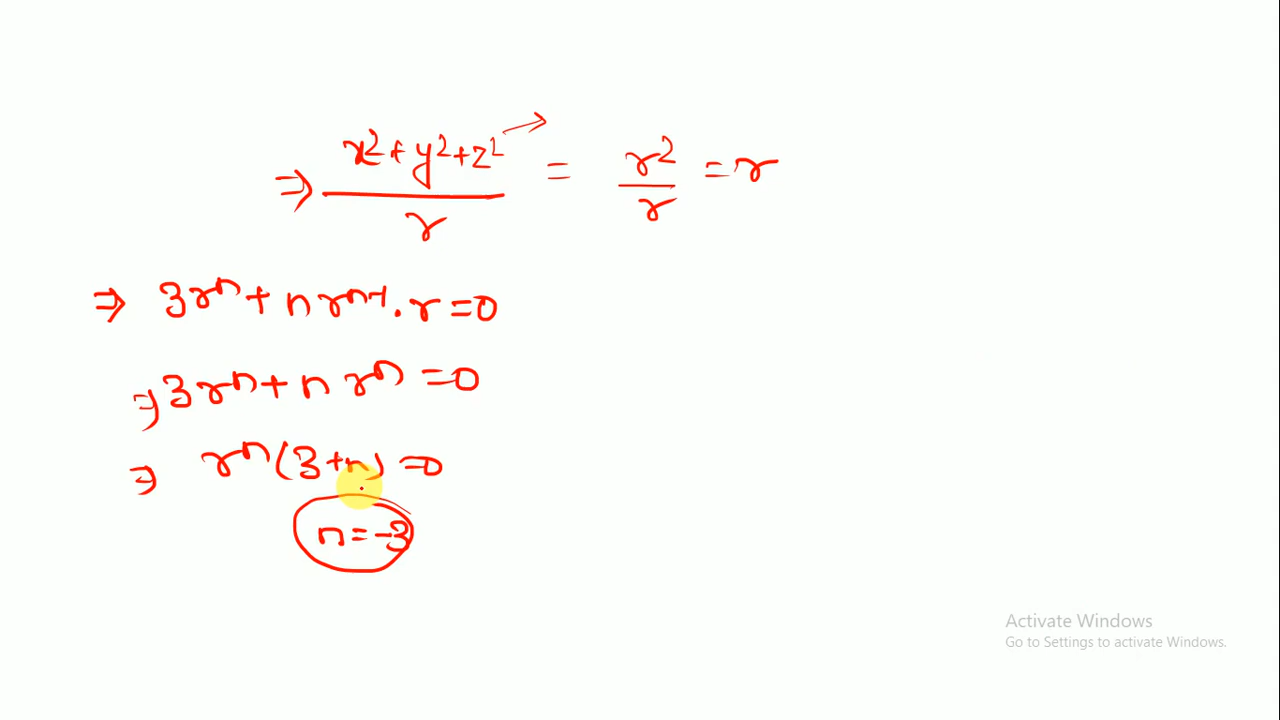 ⇒ x²+y²+z² / r = r² / r = r
⇒ 3rⁿ + n rⁿ⁻¹ . r = 0
⇒ 3rⁿ + n rⁿ = 0
⇒ rⁿ (3+n) = 0
n = -3
Activate Windows
Go to Settings to activate Windows.